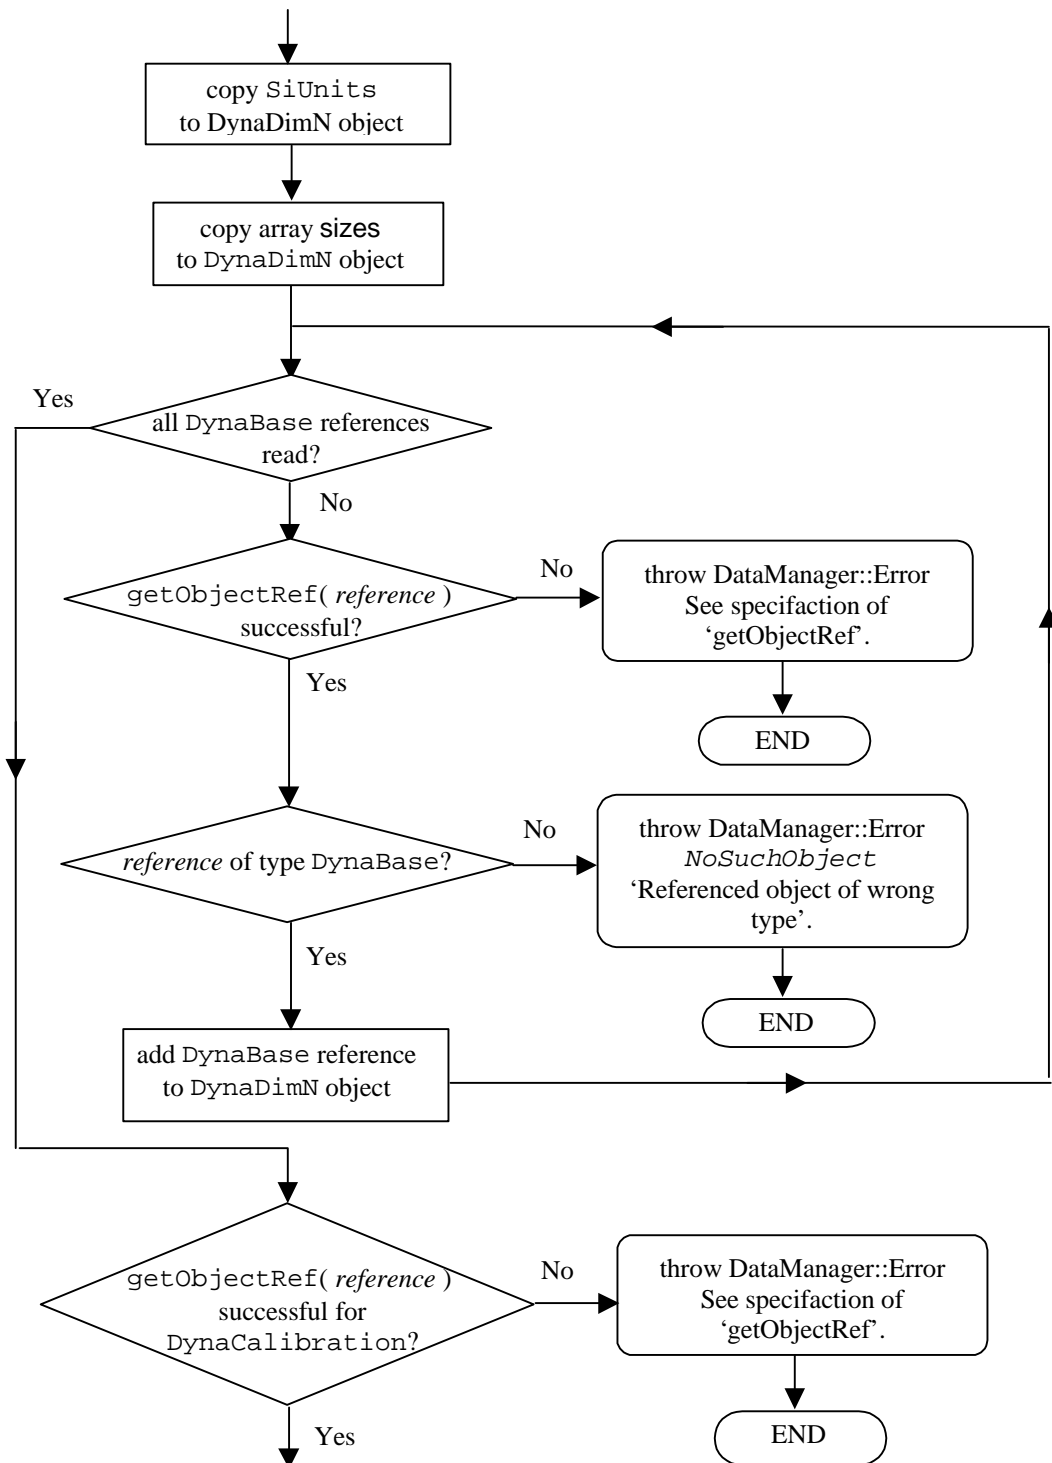 copy SiUnits
to DynaDimN object
copy array sizes
to DynaDimN object
Yes
all DynaBase references
read?
No
getObjectRef( reference )
successful?
No
throw DataManager::Error
See specifaction of
‘getObjectRef’.
Yes
END
reference of type DynaBase?
No
throw DataManager::Error
NoSuchObject
‘Referenced object of wrong
type’.
Yes
END
add DynaBase reference
to DynaDimN object
getObjectRef( reference )
successful for
DynaCalibration?
No
throw DataManager::Error
See specifaction of
‘getObjectRef’.
Yes
END